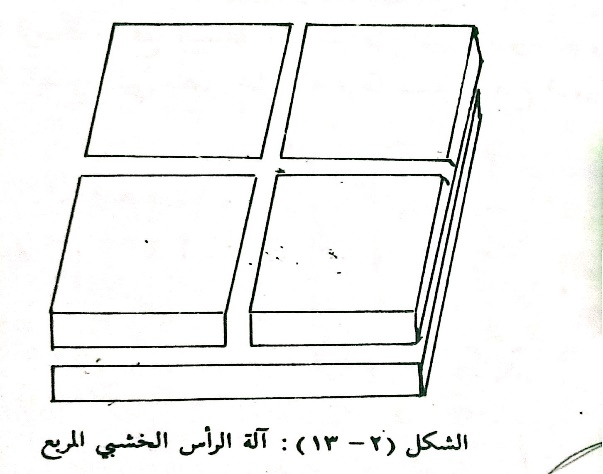 الشكل (٢ – ١٣): آلة الرأس الخشبي المربع